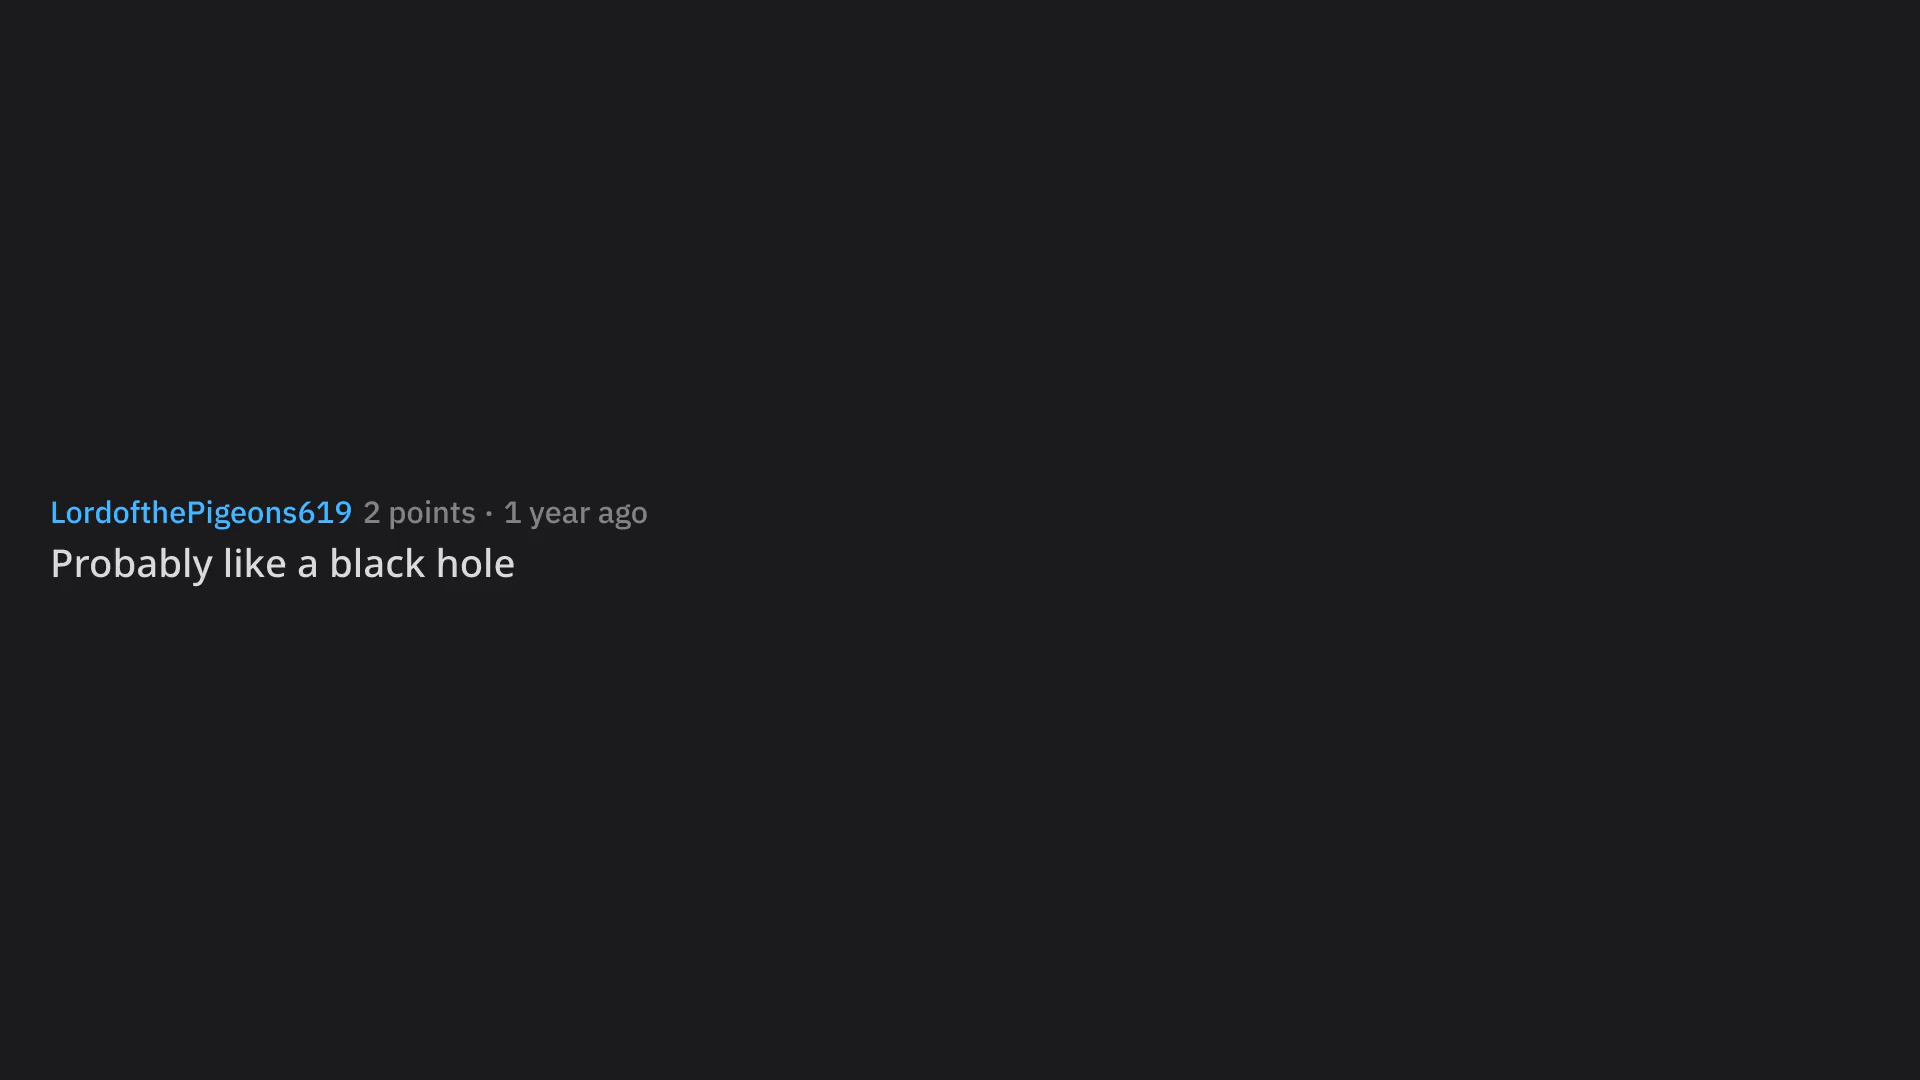 LordofthePigeons619 2 points · 1 year ago
Probably like a black hole